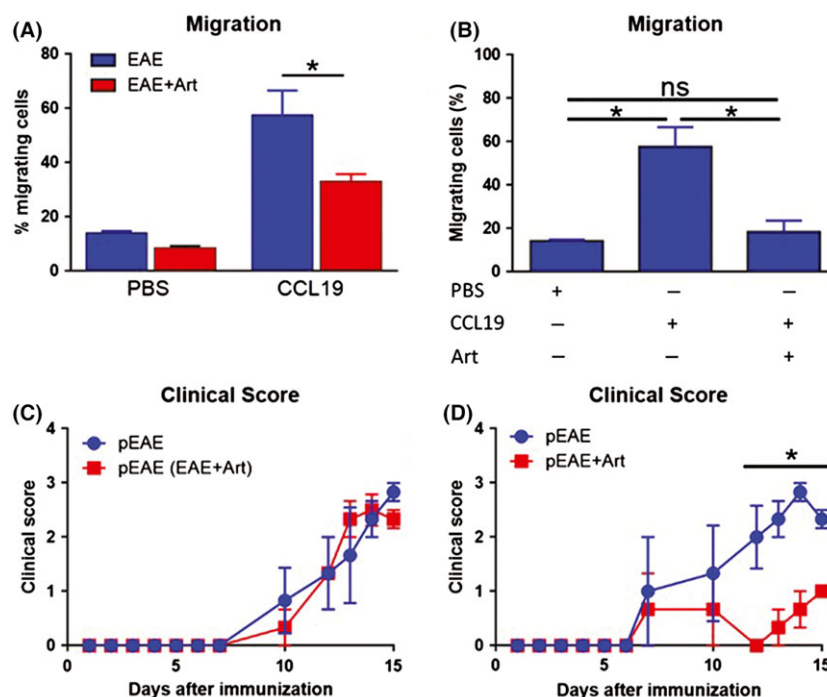 (A)
Migration
EAE
EAE+Art
*
% migrating cells
80
60
40
20
0
PBS
CCL19
(B)
Migration
Migrating cells (%)
100
80
60
40
20
0
ns
*
*
PBS + – –
CCL19 – + +
Art – – +
(C)
Clinical Score
pEAE
pEAE (EAE+Art)
Clinical score
4
3
2
1
0
0 5 10 15
Days after immunization
(D)
Clinical Score
pEAE
pEAE+Art
*
Clinical score
4
3
2
1
0
0 5 10 15
Days after immunization